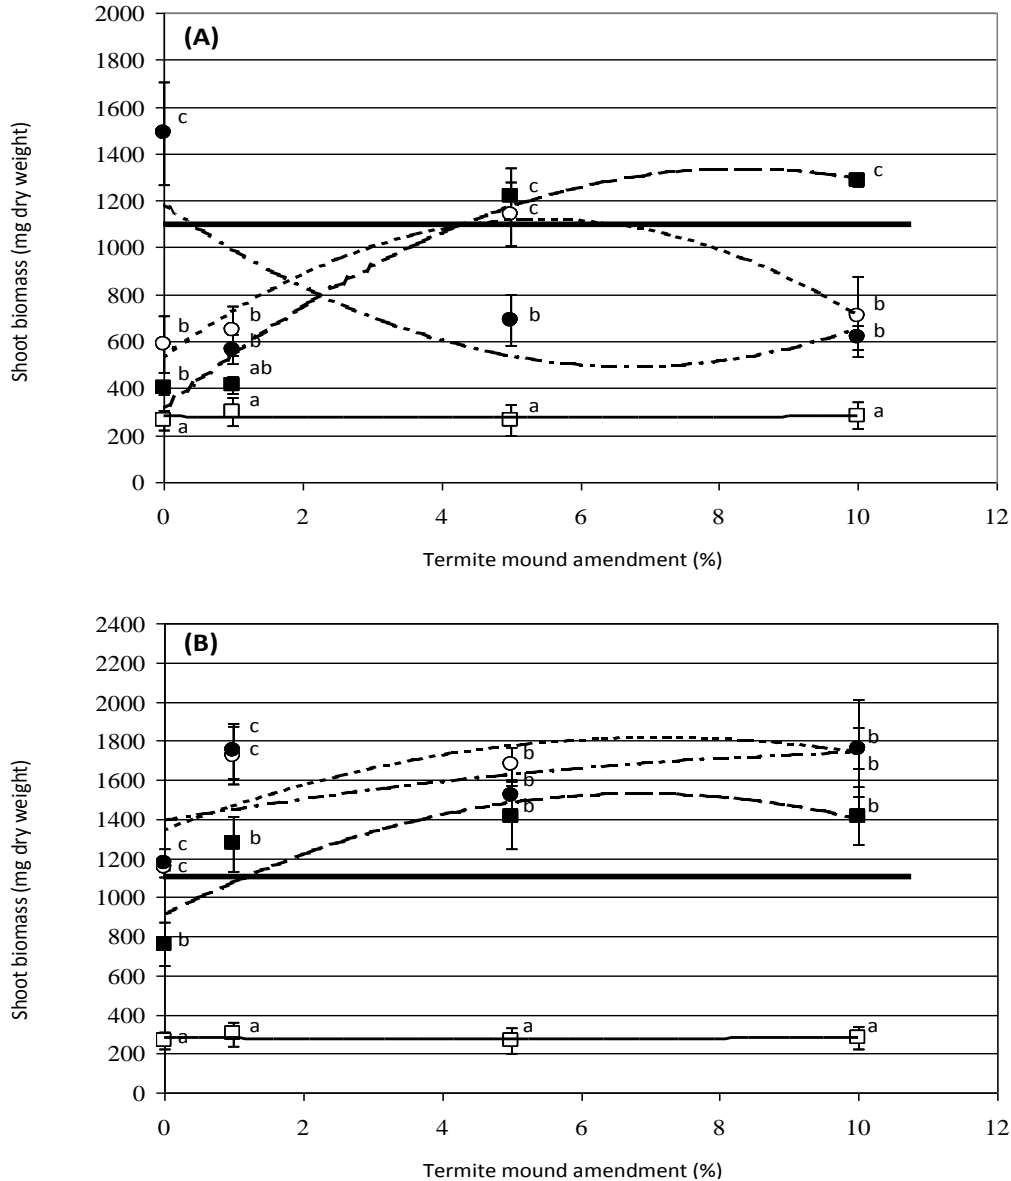 2000
(A)
1800
1600
c
1400
1200
c
c
c
1000
800
b
b
b
600
b
b
b
400
b
ab
a
a
a
200
a
0
0 2 4 6 8 10 12
Shoot biomass (mg dry weight)
Termite mound amendment (%)
2400
(B)
2200
2000
1800
c
c
b
b
b
1600
b
1400
b
b
b
1200
c
c
1000
800
b
600
400
a
a
a
a
200
0
0 2 4 6 8 10 12
Shoot biomass (mg dry weight)
Termite mound amendment (%)